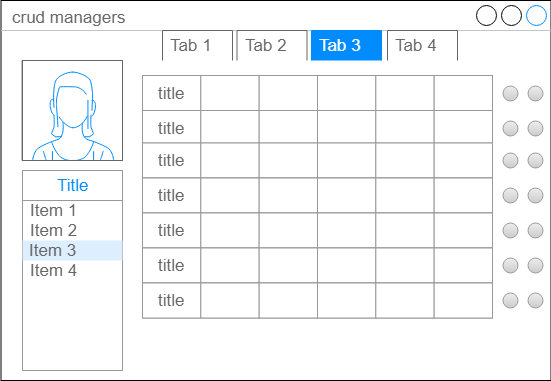 crud managers
Tab 1 Tab 2 Tab 3 Tab 4
Title
Item 1
Item 2
Item 3
Item 4
title
title
title
title
title
title
title